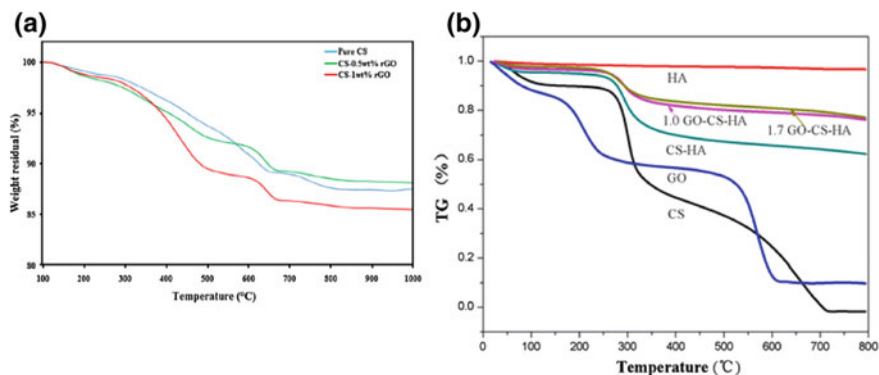 (a)
Pure CS
CS-0.5wt% rGO
CS-1wt% rGO
100
95
90
85
80
Weight residual (%)
100 200 300 400 500 600 700 800 900 1000
Temperature (°C)
(b)
1.0
0.8
0.6
0.4
0.2
0.0
TG (%)
HA
1.0 GO-CS-HA
1.7 GO-CS-HA
CS-HA
GO
CS
0 100 200 300 400 500 600 700 800
Temperature (℃)